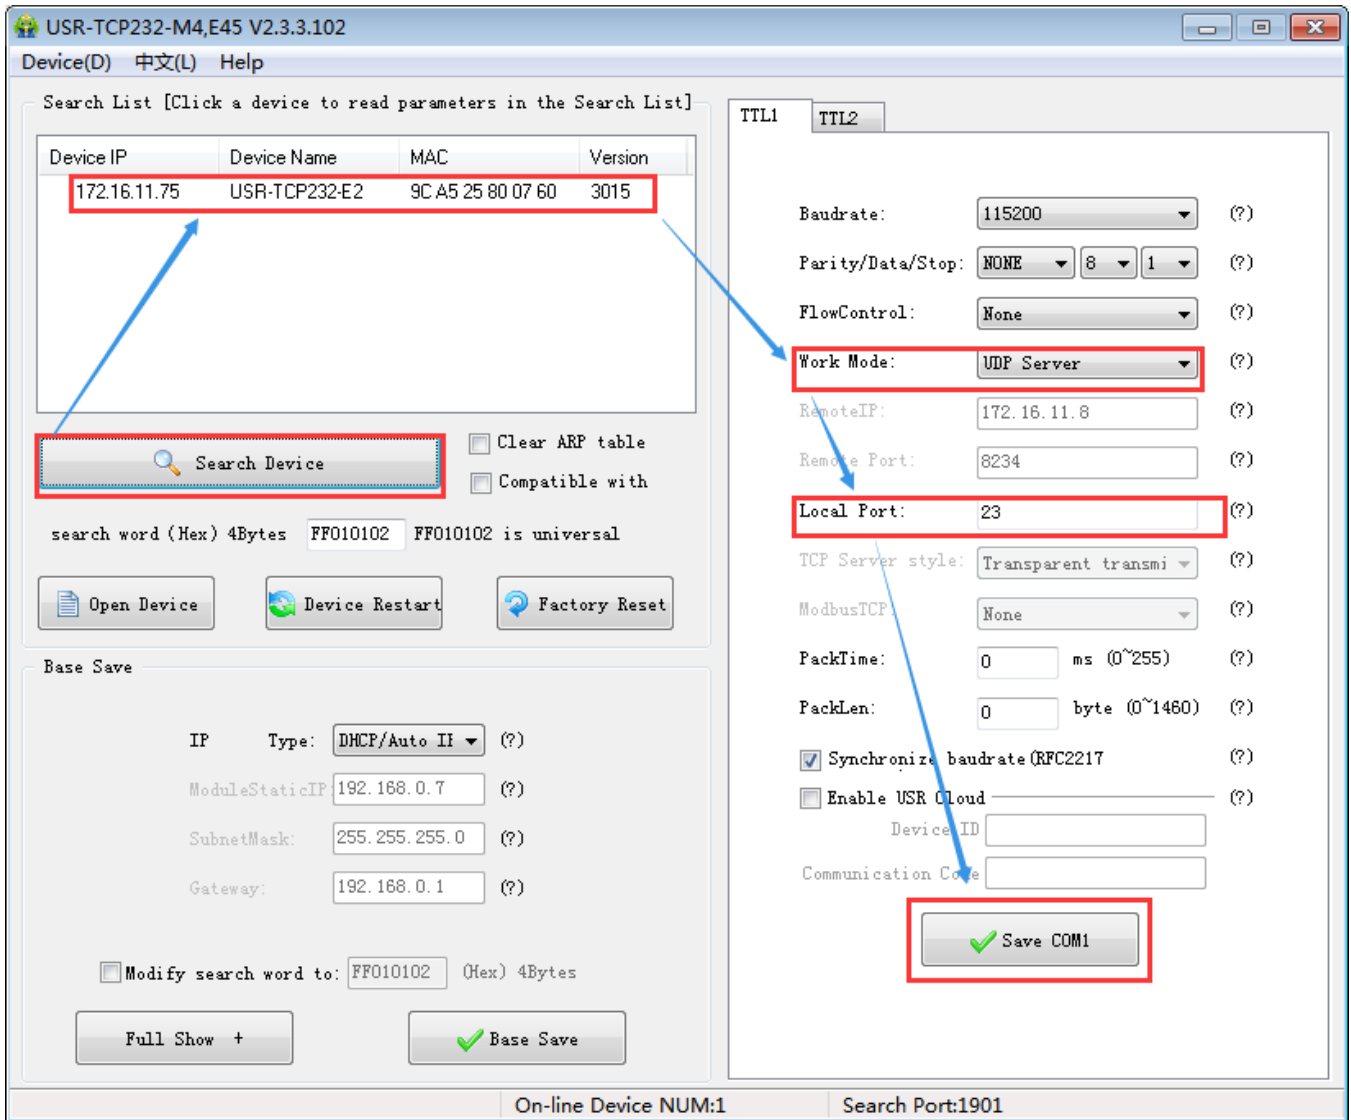 USR-TCP232-M4,E45 V2.3.3.102
Device(D) 中文(L) Help
Search List [Click a device to read parameters in the Search List]
Device IP Device Name MAC Version
172.16.11.75 USR-TCP232-E2 9C A5 25 80 07 60 3015
Search Device
Clear ARP table
Compatible with
search word (Hex) 4Bytes FF010102 FF010102 is universal
Open Device Device Restart Factory Reset
Base Save
IP Type: DHCP/Auto IF (?)
ModuleStaticIP: 192.168.0.7 (?)
SubnetMask: 255.255.255.0 (?)
Gateway: 192.168.0.1 (?)
Modify search word to: FF010102 (Hex) 4Bytes
Full Show + Base Save
TTL1 TTL2
Baudrate: 115200 (?)
Parity/Data/Stop: NONE 8 1 (?)
FlowControl: None (?)
Work Mode: UDP Server (?)
RemoteIP: 172.16.11.8 (?)
Remote Port: 8234 (?)
Local Port: 23 (?)
TCP Server style: Transparent transmi (?)
ModbusTCP: None (?)
PackTime: 0 ms (0~255) (?)
PackLen: 0 byte (0~1460) (?)
Synchronize baudrate(RFC2217 (?)
Enable USR Cloud (?)
Device ID
Communication Code
Save COM1
On-line Device NUM:1 Search Port:1901